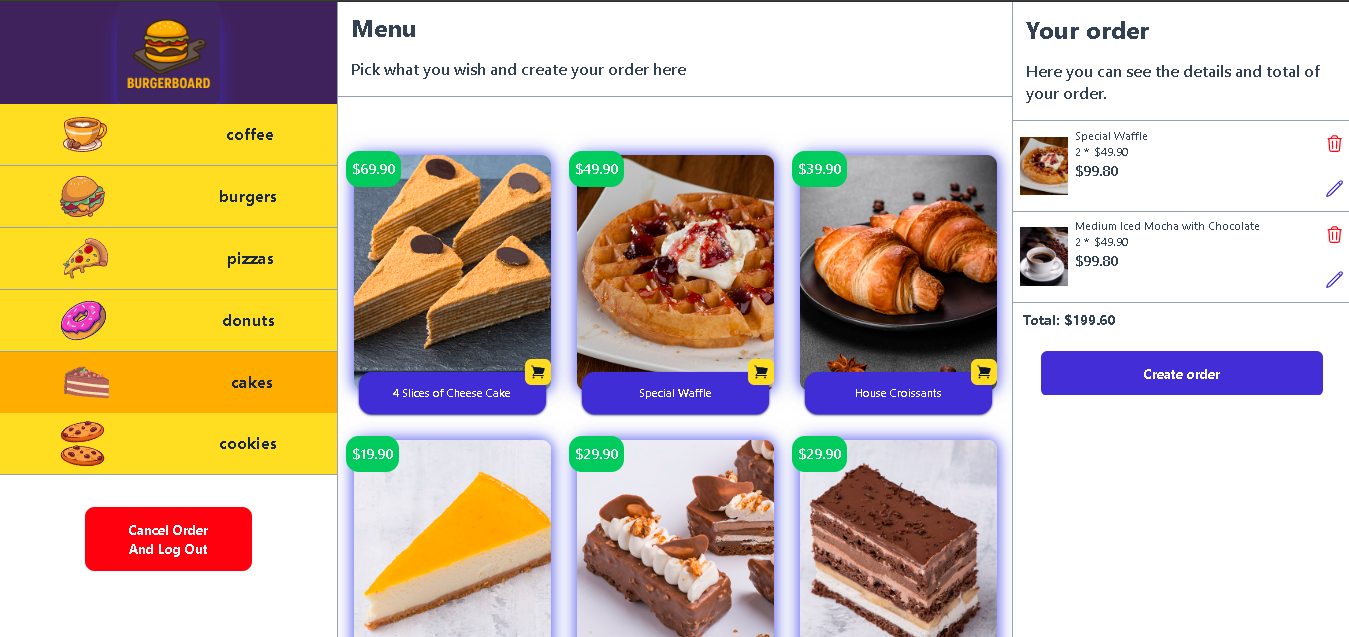 BURGERBOARD
coffee
burgers
pizzas
donuts
cakes
cookies
Cancel Order
And Log Out
Menu
Pick what you wish and create your order here
$69.90
4 Slices of Cheese Cake
$49.90
Special Waffle
$39.90
House Croissants
$19.90
$29.90
$29.90
Your order
Here you can see the details and total of
your order.
Special Waffle
2 * $49.90
$99.80
Medium Iced Mocha with Chocolate
2 * $49.90
$99.80
Total: $199.60
Create order